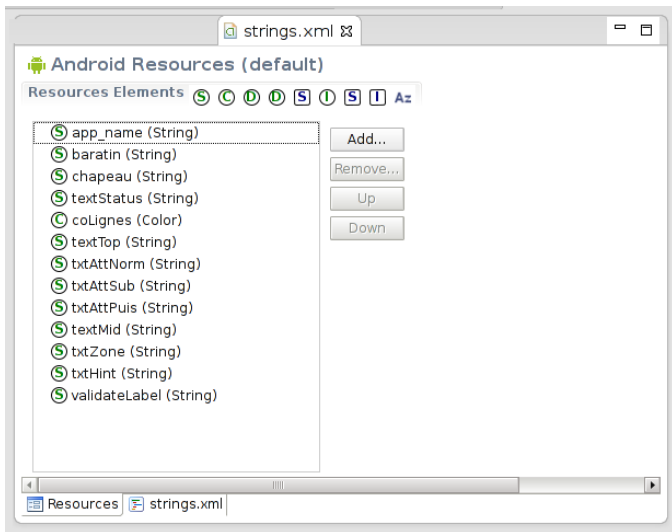 strings.xml
Android Resources (default)
Resources Elements S C D D S I S I Az
S app_name (String)
S baratin (String)
S chapeau (String)
S textStatus (String)
C coLignes (Color)
S textTop (String)
S txtAttNorm (String)
S txtAttSub (String)
S txtAttPuis (String)
S textMid (String)
S txtZone (String)
S txtHint (String)
S validateLabel (String)
Add...
Remove...
Up
Down
Resources
strings.xml